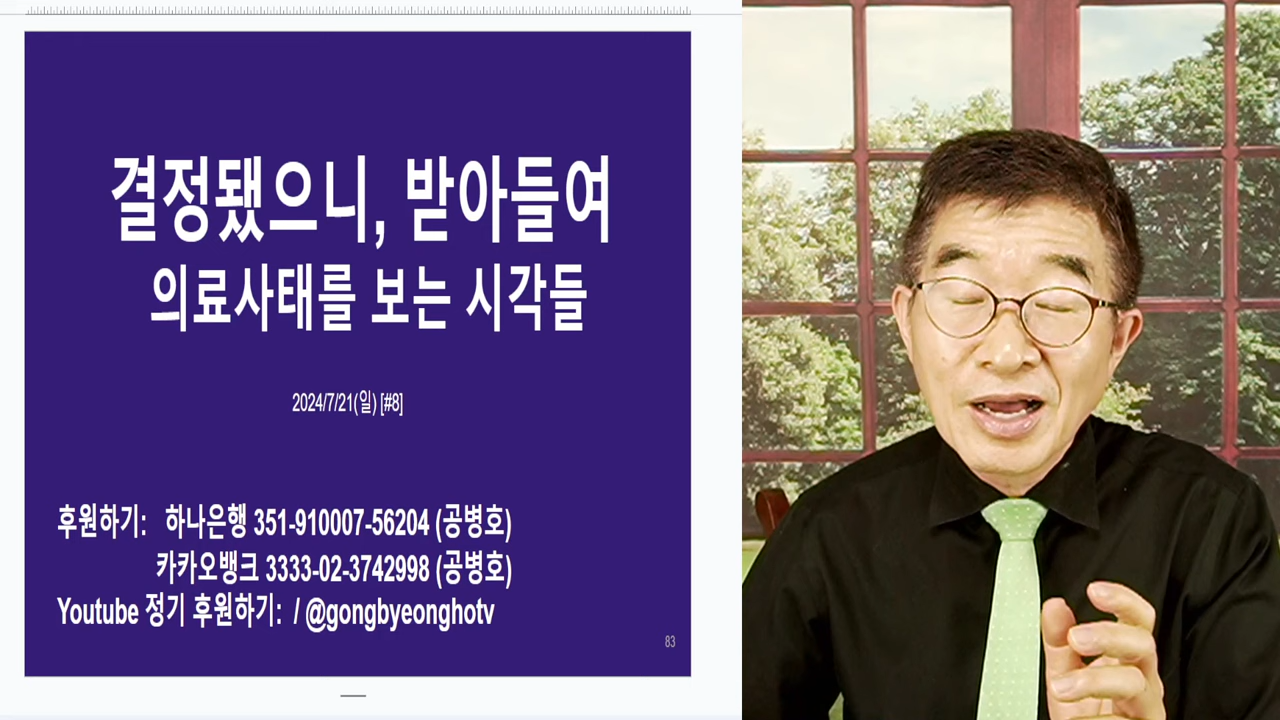 결정됐으니, 받아들여
의료사태를 보는 시각들
2024/7/21(일) [#8]
후원하기: 하나은행 351-910007-56204 (공병호)
카카오뱅크 3333-02-3742998 (공병호)
Youtube 정기 후원하기: / @gongbyeonghotv
83